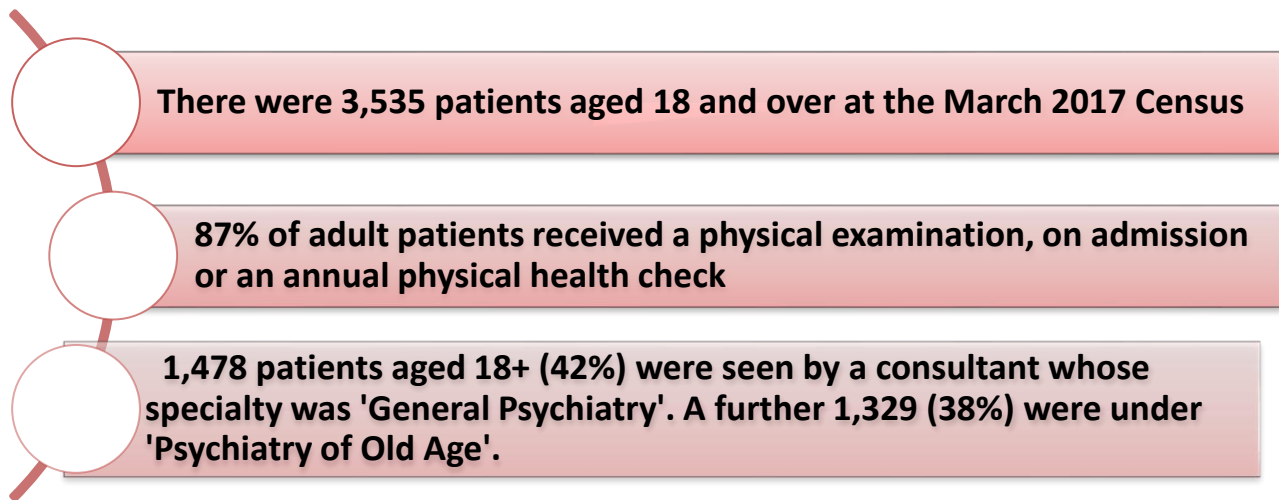 There were 3,535 patients aged 18 and over at the March 2017 Census
87% of adult patients received a physical examination, on admission
or an annual physical health check
1,478 patients aged 18+ (42%) were seen by a consultant whose
specialty was 'General Psychiatry'. A further 1,329 (38%) were under
'Psychiatry of Old Age'.